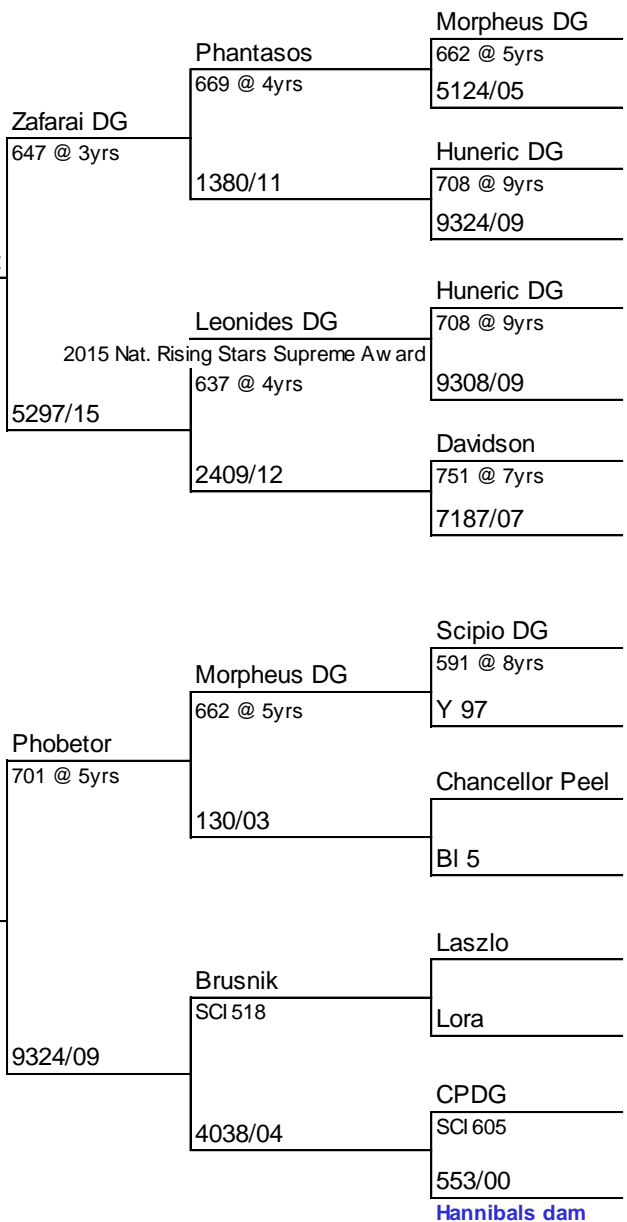 Morpheus DG
Phantasos
662 @ 5yrs
669 @ 4yrs
5124/05
Zafarai DG
647 @ 3yrs
Huneric DG
1380/11
708 @ 9yrs
9324/09
Huneric DG
Leonides DG
708 @ 9yrs
2015 Nat. Rising Stars Supreme Award
637 @ 4yrs
9308/09
5297/15
Davidson
2409/12
751 @ 7yrs
7187/07
Scipio DG
Morpheus DG
591 @ 8yrs
662 @ 5yrs
Y 97
Phobetor
701 @ 5yrs
Chancellor Peel
130/03
Bl 5
Laszlo
Brusnik
SCI 518
Lora
9324/09
CPDG
4038/04
SCI 605
553/00
Hannibals dam